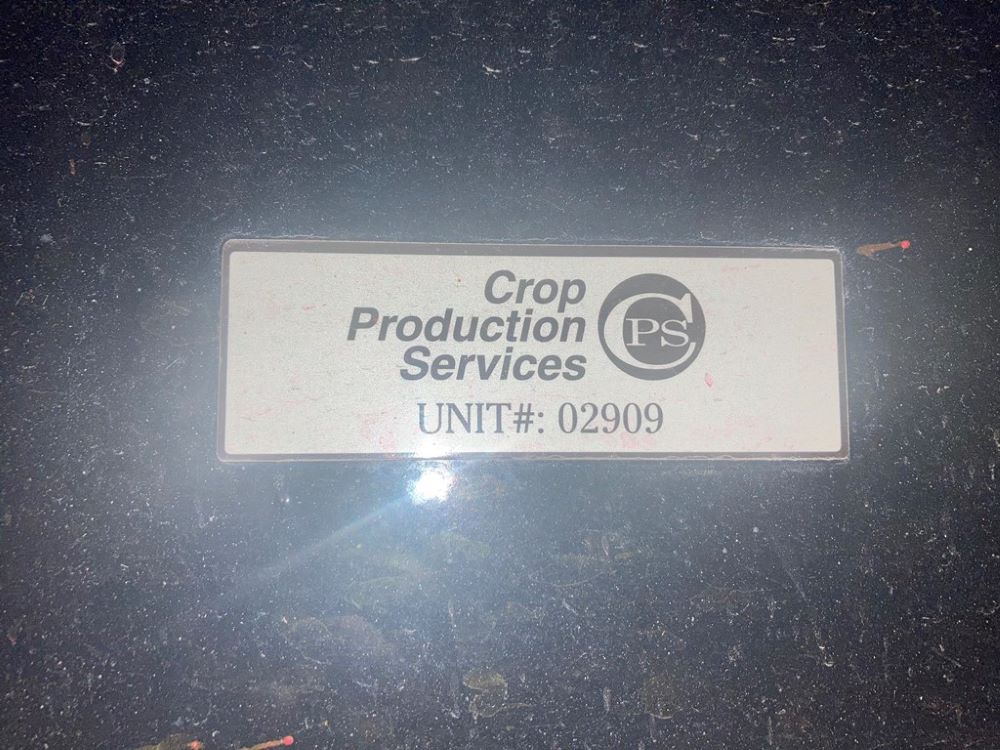 Crop
Production
Services
CPS
UNIT#: 02909